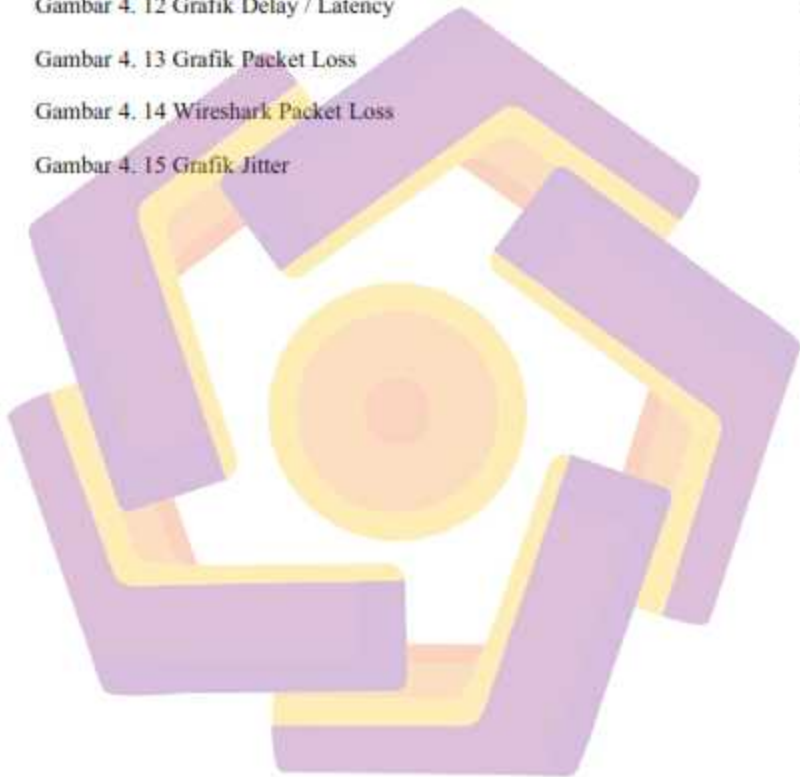 Gambar 4. 12 Grafik Delay / Latency
Gambar 4. 13 Grafik Packet Loss
Gambar 4. 14 Wireshark Packet Loss
Gambar 4. 15 Grafik Jitter